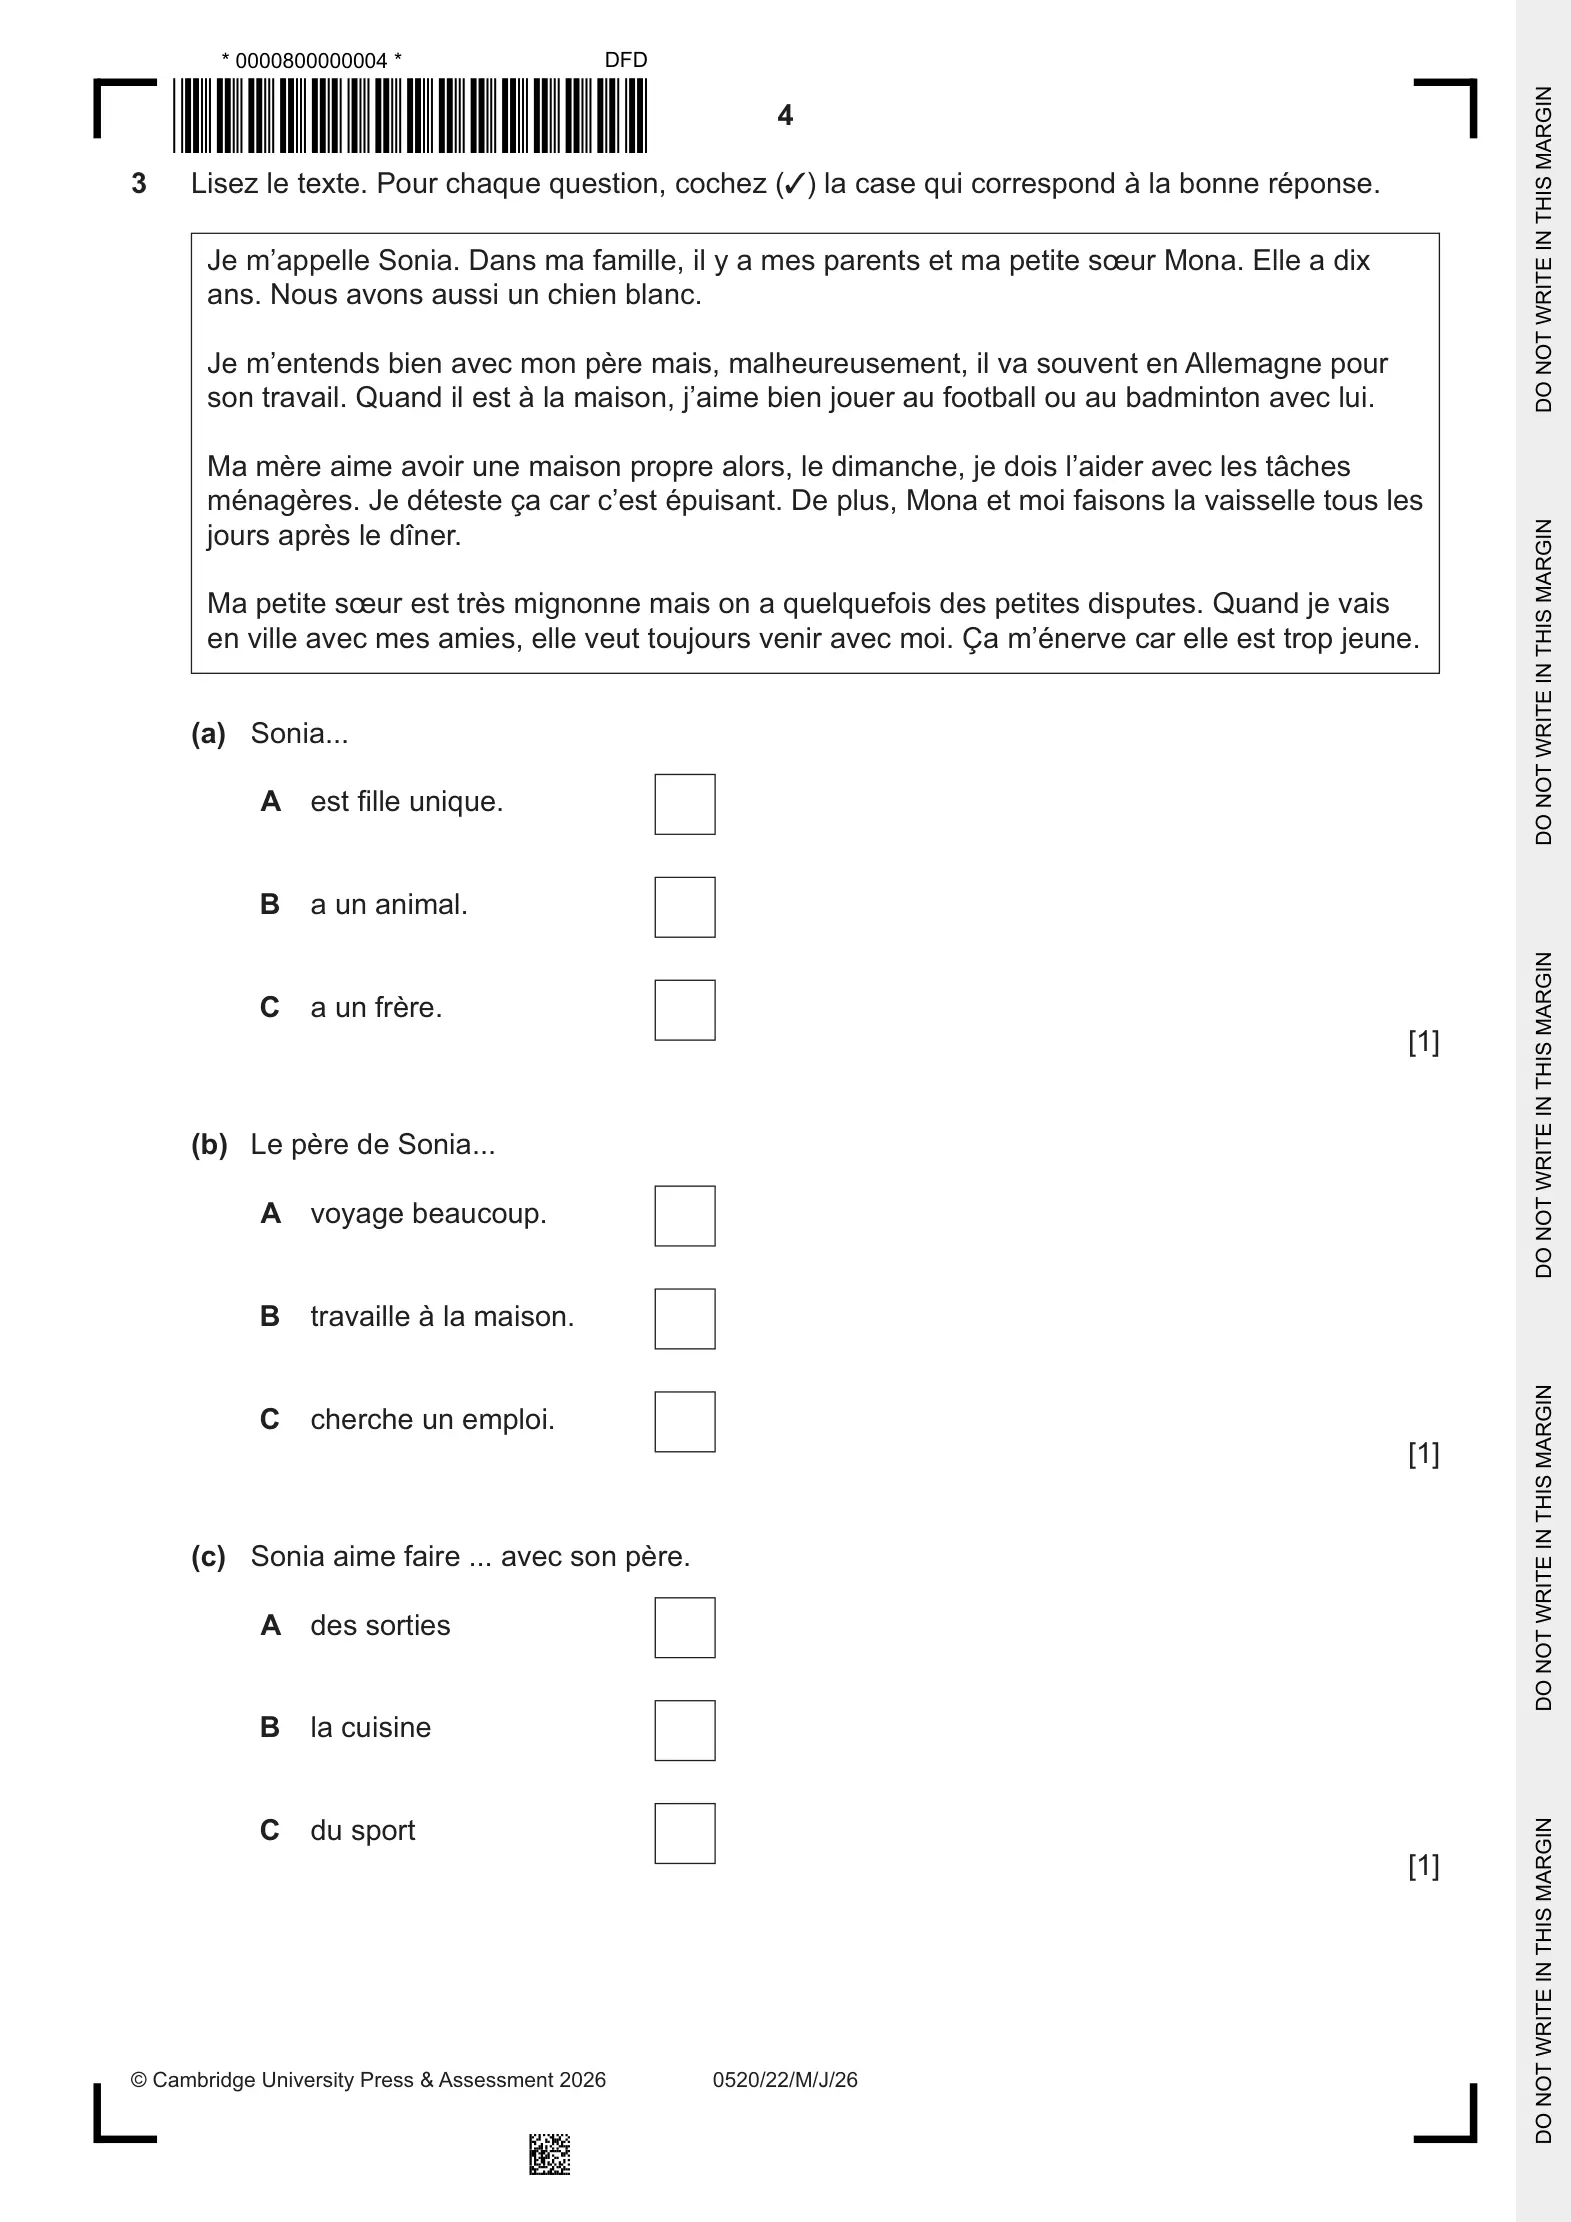 * 0000800000004 *
DFD
4
3 Lisez le texte. Pour chaque question, cochez (✓) la case qui correspond à la bonne réponse.
Je m’appelle Sonia. Dans ma famille, il y a mes parents et ma petite sœur Mona. Elle a dix
ans. Nous avons aussi un chien blanc.
Je m’entends bien avec mon père mais, malheureusement, il va souvent en Allemagne pour
son travail. Quand il est à la maison, j’aime bien jouer au football ou au badminton avec lui.
Ma mère aime avoir une maison propre alors, le dimanche, je dois l’aider avec les tâches
ménagères. Je déteste ça car c’est épuisant. De plus, Mona et moi faisons la vaisselle tous les
jours après le dîner.
Ma petite sœur est très mignonne mais on a quelquefois des petites disputes. Quand je vais
en ville avec mes amies, elle veut toujours venir avec moi. Ça m’énerve car elle est trop jeune.
(a) Sonia...
A est fille unique.
B a un animal.
C a un frère.
[1]
(b) Le père de Sonia...
A voyage beaucoup.
B travaille à la maison.
C cherche un emploi.
[1]
(c) Sonia aime faire ... avec son père.
A des sorties
B la cuisine
C du sport
[1]
© Cambridge University Press & Assessment 2026
0520/22/M/J/26
DO NOT WRITE IN THIS MARGIN
DO NOT WRITE IN THIS MARGIN
DO NOT WRITE IN THIS MARGIN
DO NOT WRITE IN THIS MARGIN
DO NOT WRITE IN THIS MARGIN